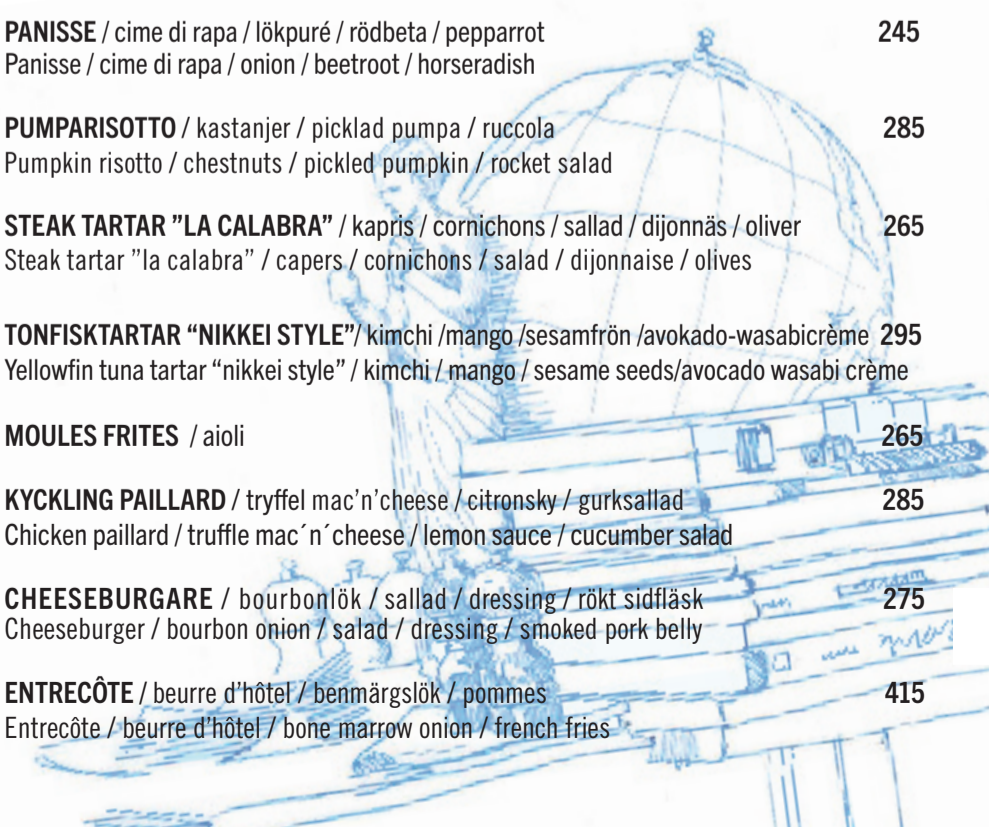 PANISSE / cime di rapa / lökpuré / rödbeta / pepparrot 245
Panisse / cime di rapa / onion / beetroot / horseradish
PUMPARISOTTO / kastanjer / picklad pumpa / ruccola 285
Pumpkin risotto / chestnuts / pickled pumpkin / rocket salad
STEAK TARTAR ”LA CALABRA” / kapris / cornichons / sallad / dijonnäs / oliver 265
Steak tartar ”la calabra” / capers / cornichons / salad / dijonnaise / olives
TONFISKTARTAR “NIKKEI STYLE”/ kimchi /mango /sesamfrön /avokado-wasabicrème 295
Yellowfin tuna tartar “nikkei style” / kimchi / mango / sesame seeds/avocado wasabi crème
MOULES FRITES / aioli 265
KYCKLING PAILLARD / tryffel mac’n’cheese / citronsky / gurksallad 285
Chicken paillard / truffle mac´n´cheese / lemon sauce / cucumber salad
CHEESEBURGARE / bourbonlök / sallad / dressing / rökt sidfläsk 275
Cheeseburger / bourbon onion / salad / dressing / smoked pork belly
ENTRECÔTE / beurre d’hôtel / benmärgslök / pommes 415
Entrecôte / beurre d’hôtel / bone marrow onion / french fries